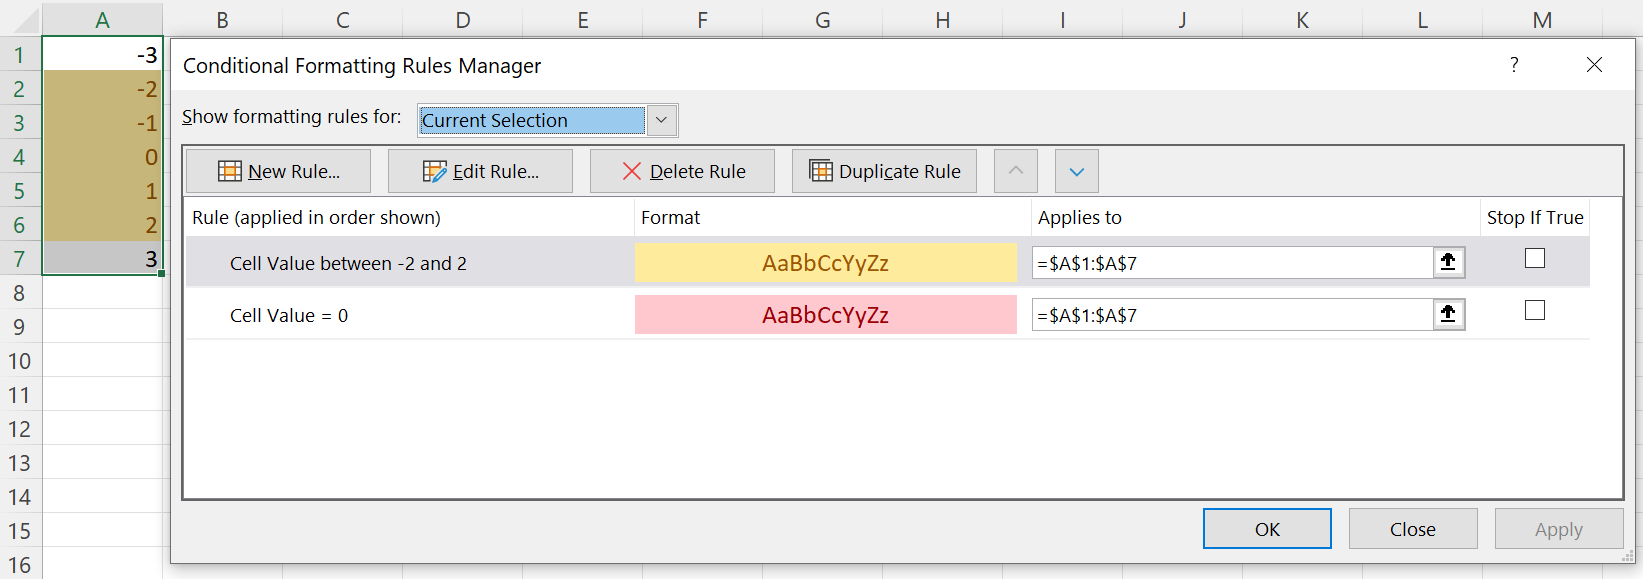 A B C D E F G H I J K L M
1 -3
2 -2
3 -1
4 0
5 1
6 2
7 3
8
9
10
11
12
13
14
15
16
Conditional Formatting Rules Manager ?
Show formatting rules for: Current Selection
New Rule... Edit Rule... Delete Rule Duplicate Rule
Rule (applied in order shown) Format Applies to Stop If True
Cell Value between -2 and 2 AaBbCcYyZz =$A$1:$A$7
Cell Value = 0 AaBbCcYyZz =$A$1:$A$7
OK Close Apply